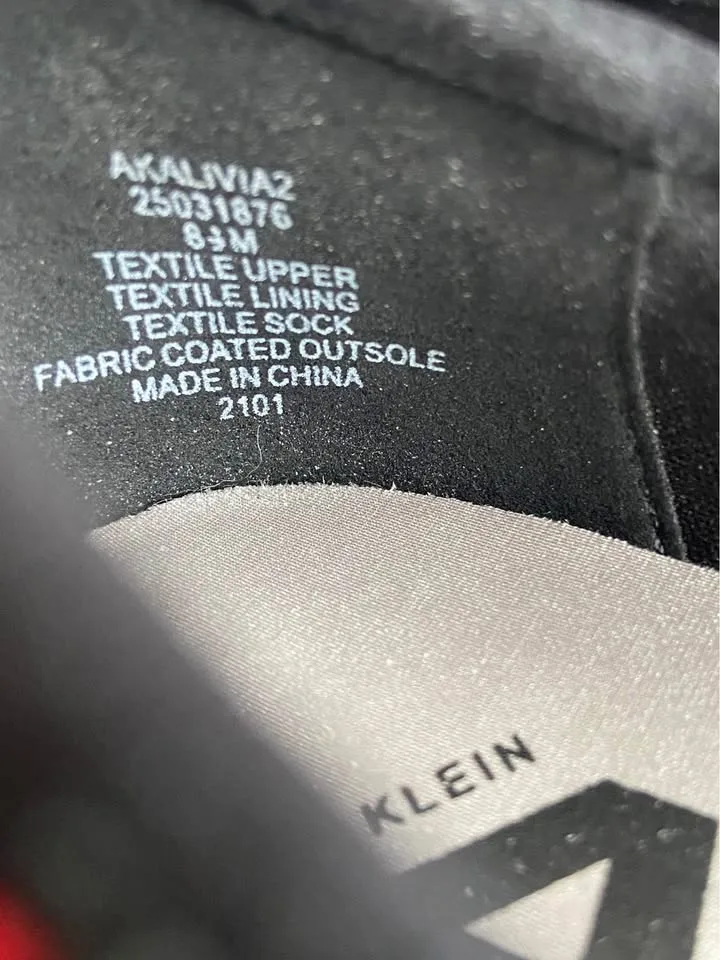 AKALIVIA2
25031876
8½M
TEXTILE UPPER
TEXTILE LINING
TEXTILE SOCK
FABRIC COATED OUTSOLE
MADE IN CHINA
2101
KLEIN